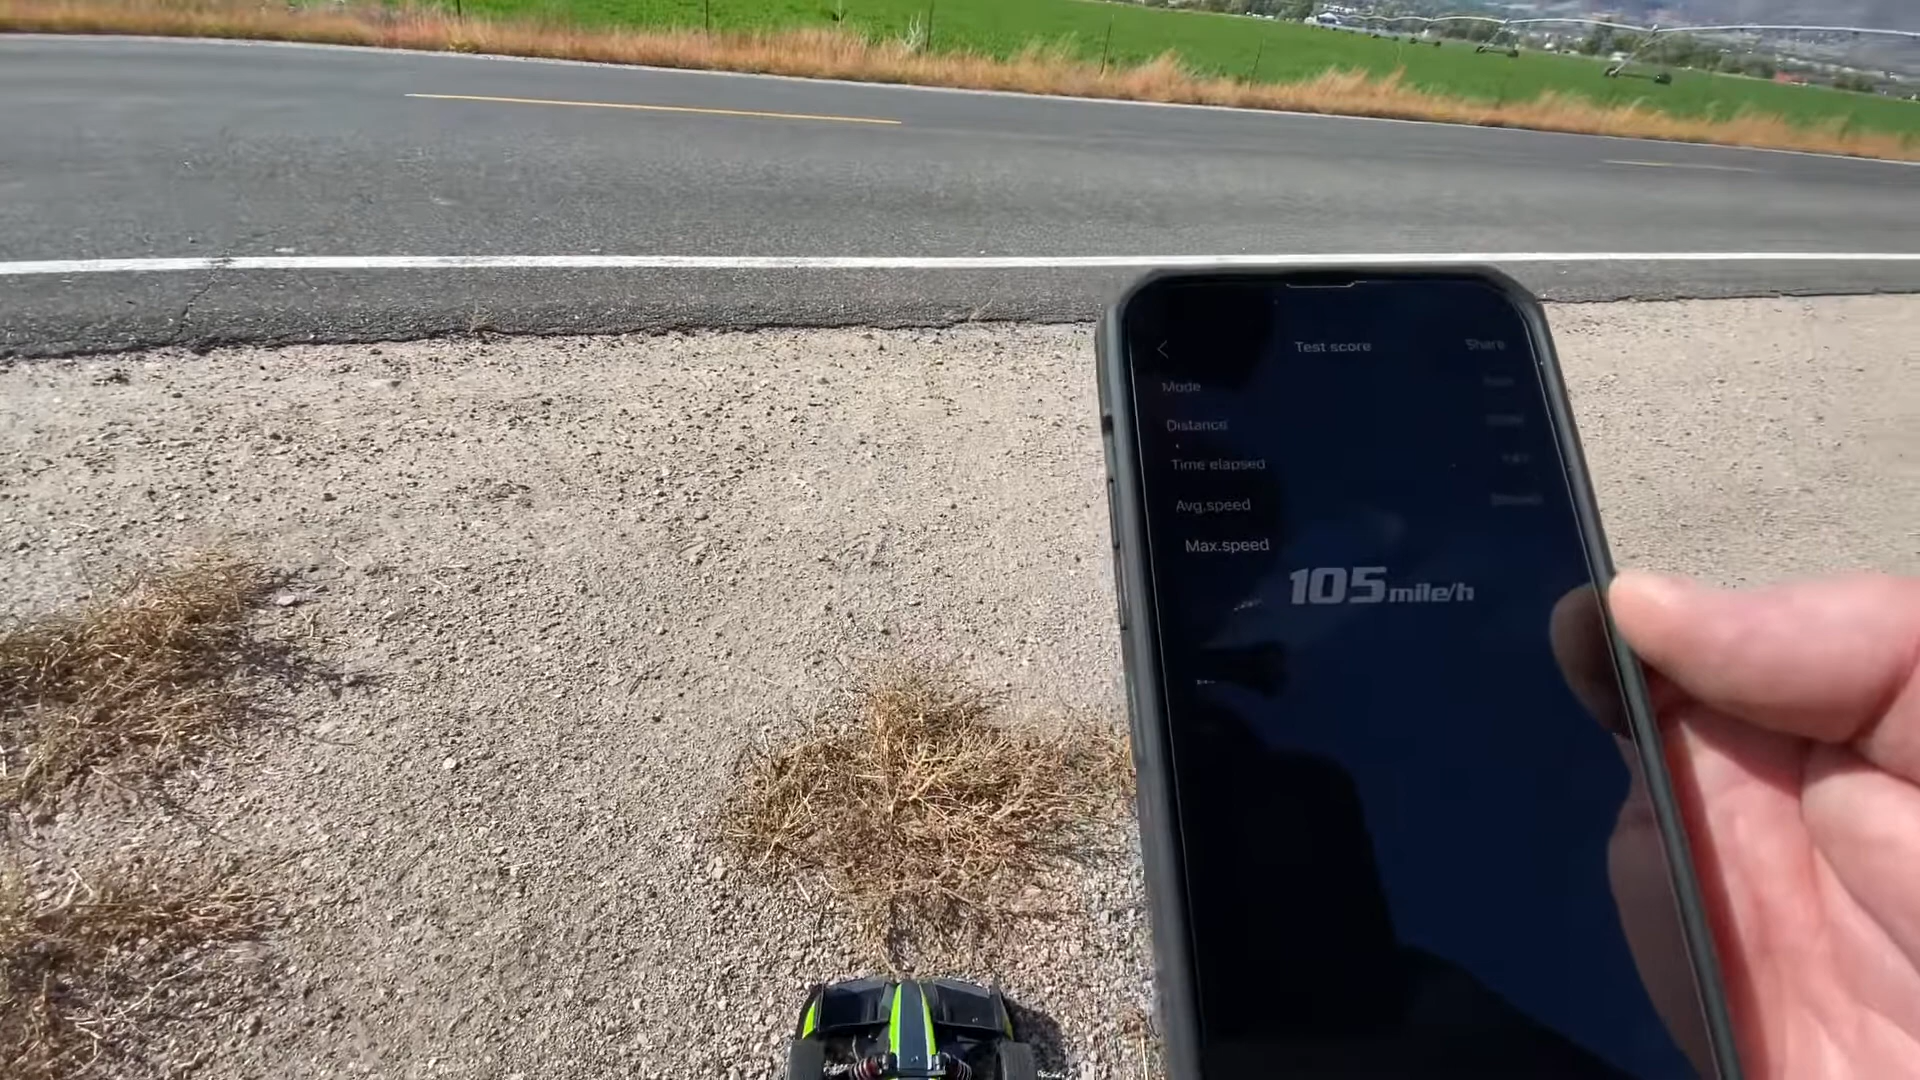 Test score
Share
Mode
Distance
Time elapsed
Avg.speed
Max.speed
105mile/h